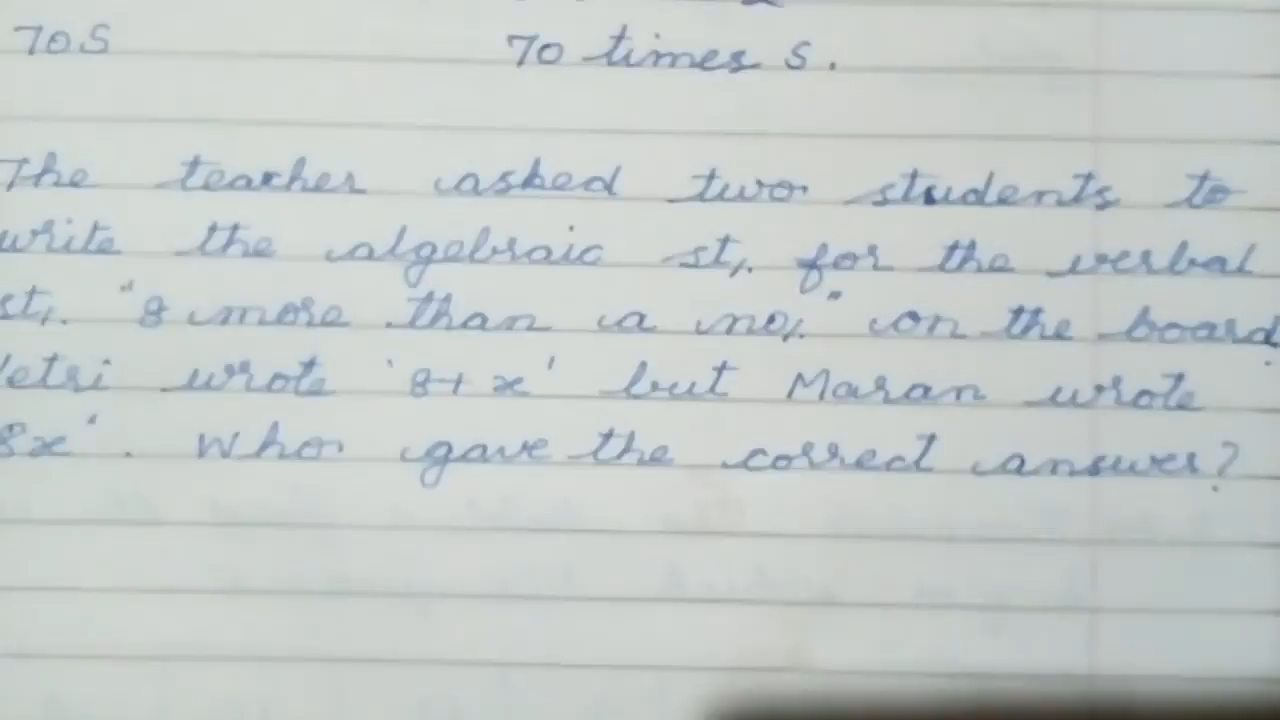 70S 70 times s.
The teacher asked two students to
write the algebraic st/. for the verbal
st/. "8 more than a no/." on the board.
etri wrote '8+x' but Maran wrote
8x'. Who gave the correct answer?